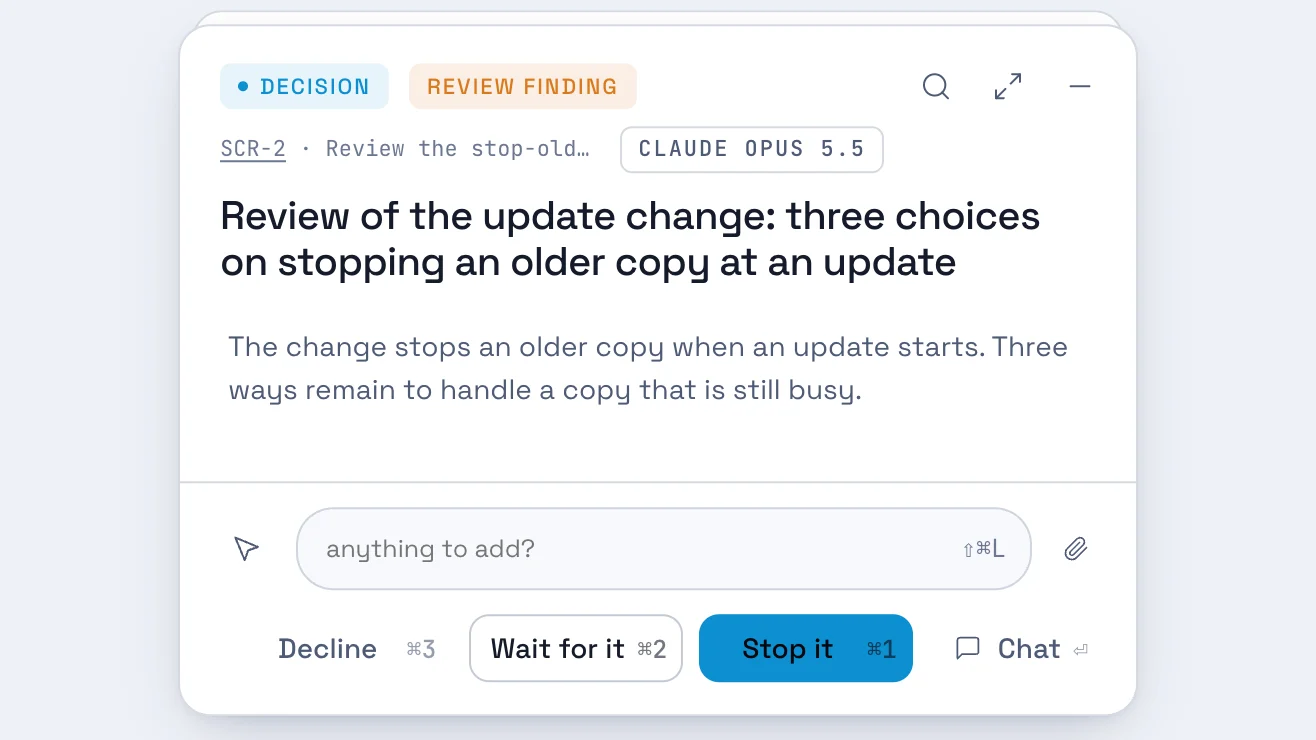 DECISION
REVIEW FINDING
SCR-2 · Review the stop-old…
CLAUDE OPUS 5.5
Review of the update change: three choices
on stopping an older copy at an update
The change stops an older copy when an update starts. Three
ways remain to handle a copy that is still busy.
anything to add?
⇧⌘L
Decline ⌘3
Wait for it ⌘2
Stop it ⌘1
Chat ⏎